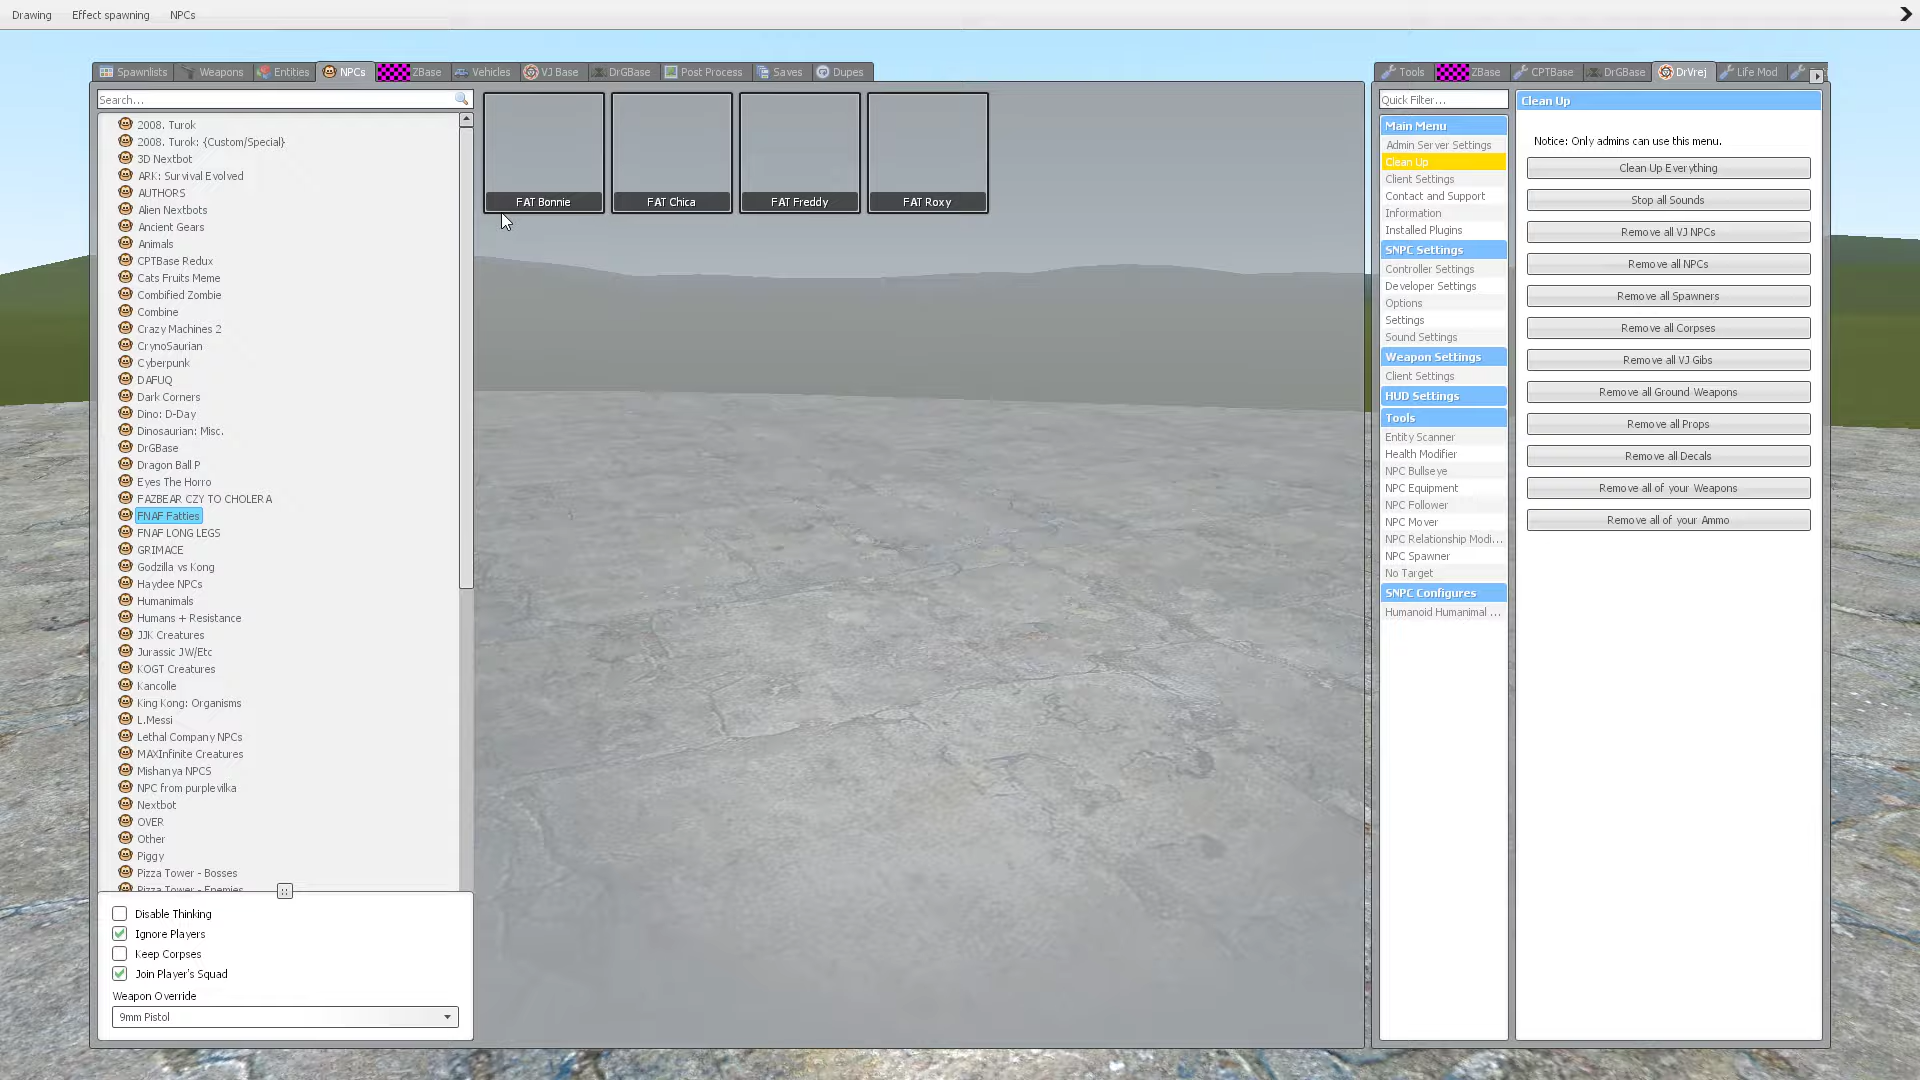 Drawing Effect spawning NPCs
Spawnlists Weapons Entities NPCs ZBase Vehicles VJ Base DrGBase Post Process Saves Dupes
Search...
2008. Turok
2008. Turok: {Custom/Special}
3D Nextbot
ARK: Survival Evolved
AUTHORS
Alien Nextbots
Ancient Gears
Animals
CPTBase Redux
Cats Fruits Meme
Combified Zombie
Combine
Crazy Machines 2
CrynoSaurian
Cyberpunk
DAFUQ
Dark Corners
Dino: D-Day
Dinosaurian: Misc.
DrGBase
Dragon Ball P
Eyes The Horro
FAZBEAR CZY TO CHOLERA
FNAF Fatties
FNAF LONG LEGS
GRIMACE
Godzilla vs Kong
Haydee NPCs
Humanimals
Humans + Resistance
JJK Creatures
Jurassic JW/Etc
KOGT Creatures
Kancolle
King Kong: Organisms
L.Messi
Lethal Company NPCs
MAXInfinite Creatures
Mishanya NPCS
NPC from purplevilka
Nextbot
OVER
Other
Piggy
Pizza Tower - Bosses
Pizza Tower - Enemies
Disable Thinking
Ignore Players
Keep Corpses
Join Player's Squad
Weapon Override
9mm Pistol
FAT Bonnie FAT Chica FAT Freddy FAT Roxy
Tools ZBase CPTBase DrGBase DrVrej Life Mod
Quick Filter...
Main Menu
Admin Server Settings
Clean Up
Client Settings
Contact and Support
Information
Installed Plugins
SNPC Settings
Controller Settings
Developer Settings
Options
Settings
Sound Settings
Weapon Settings
Client Settings
HUD Settings
Tools
Entity Scanner
Health Modifier
NPC Bullseye
NPC Equipment
NPC Follower
NPC Mover
NPC Relationship Modi...
NPC Spawner
No Target
SNPC Configures
Humanoid Humanimal ...
Clean Up
Notice: Only admins can use this menu.
Clean Up Everything
Stop all Sounds
Remove all VJ NPCs
Remove all NPCs
Remove all Spawners
Remove all Corpses
Remove all VJ Gibs
Remove all Ground Weapons
Remove all Props
Remove all Decals
Remove all of your Weapons
Remove all of your Ammo